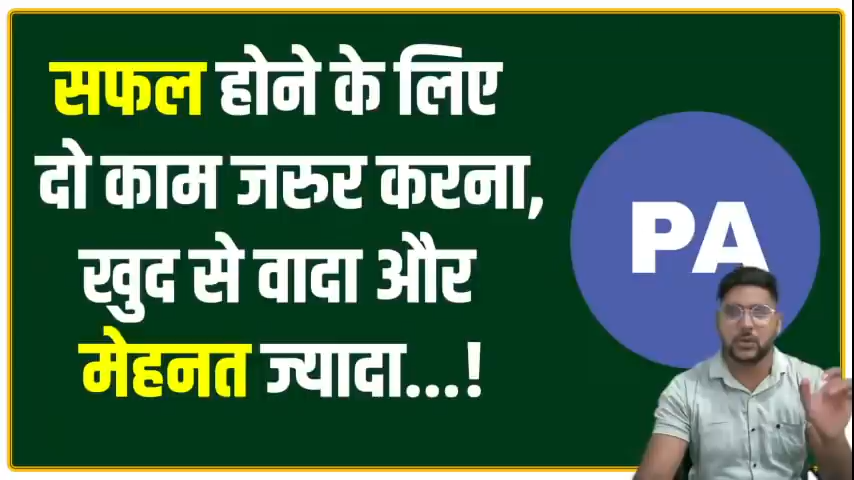 सफल होने के लिए
दो काम जरुर करना,
खुद से वादा और
मेहनत ज्यादा...!
PA